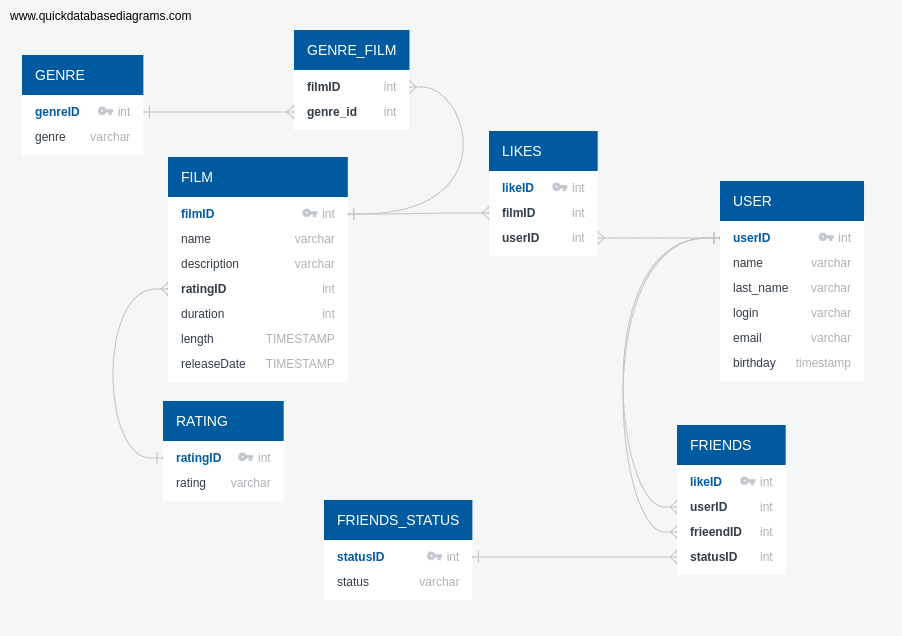 www.quickdatabasediagrams.com
GENRE
genreID int
genre varchar
GENRE_FILM
filmID int
genre_id int
FILM
filmID int
name varchar
description varchar
ratingID int
duration int
length TIMESTAMP
releaseDate TIMESTAMP
LIKES
likeID int
filmID int
userID int
USER
userID int
name varchar
last_name varchar
login varchar
email varchar
birthday timestamp
RATING
ratingID int
rating varchar
FRIENDS
likeID int
userID int
frieendID int
statusID int
FRIENDS_STATUS
statusID int
status varchar